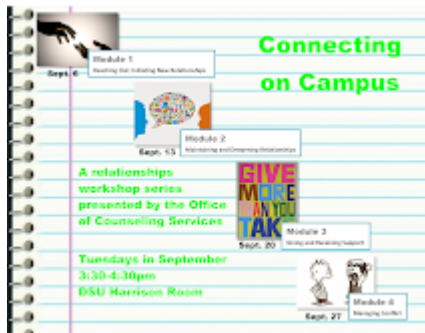 Connecting
on Campus
Module 1
Reaching Out: Initiating New Relationships
Sept. 6
Module 2
Maintaining and Deepening Relationships
Sept. 13
GIVE
MORE
THAN YOU
TAKE
Module 3
Giving and Receiving Support
Sept. 20
Module 4
Managing Conflict
Sept. 27
A relationships
workshop series
presented by the Office
of Counseling Services
Tuesdays in September
3:30-4:30pm
DSU Harrison Room